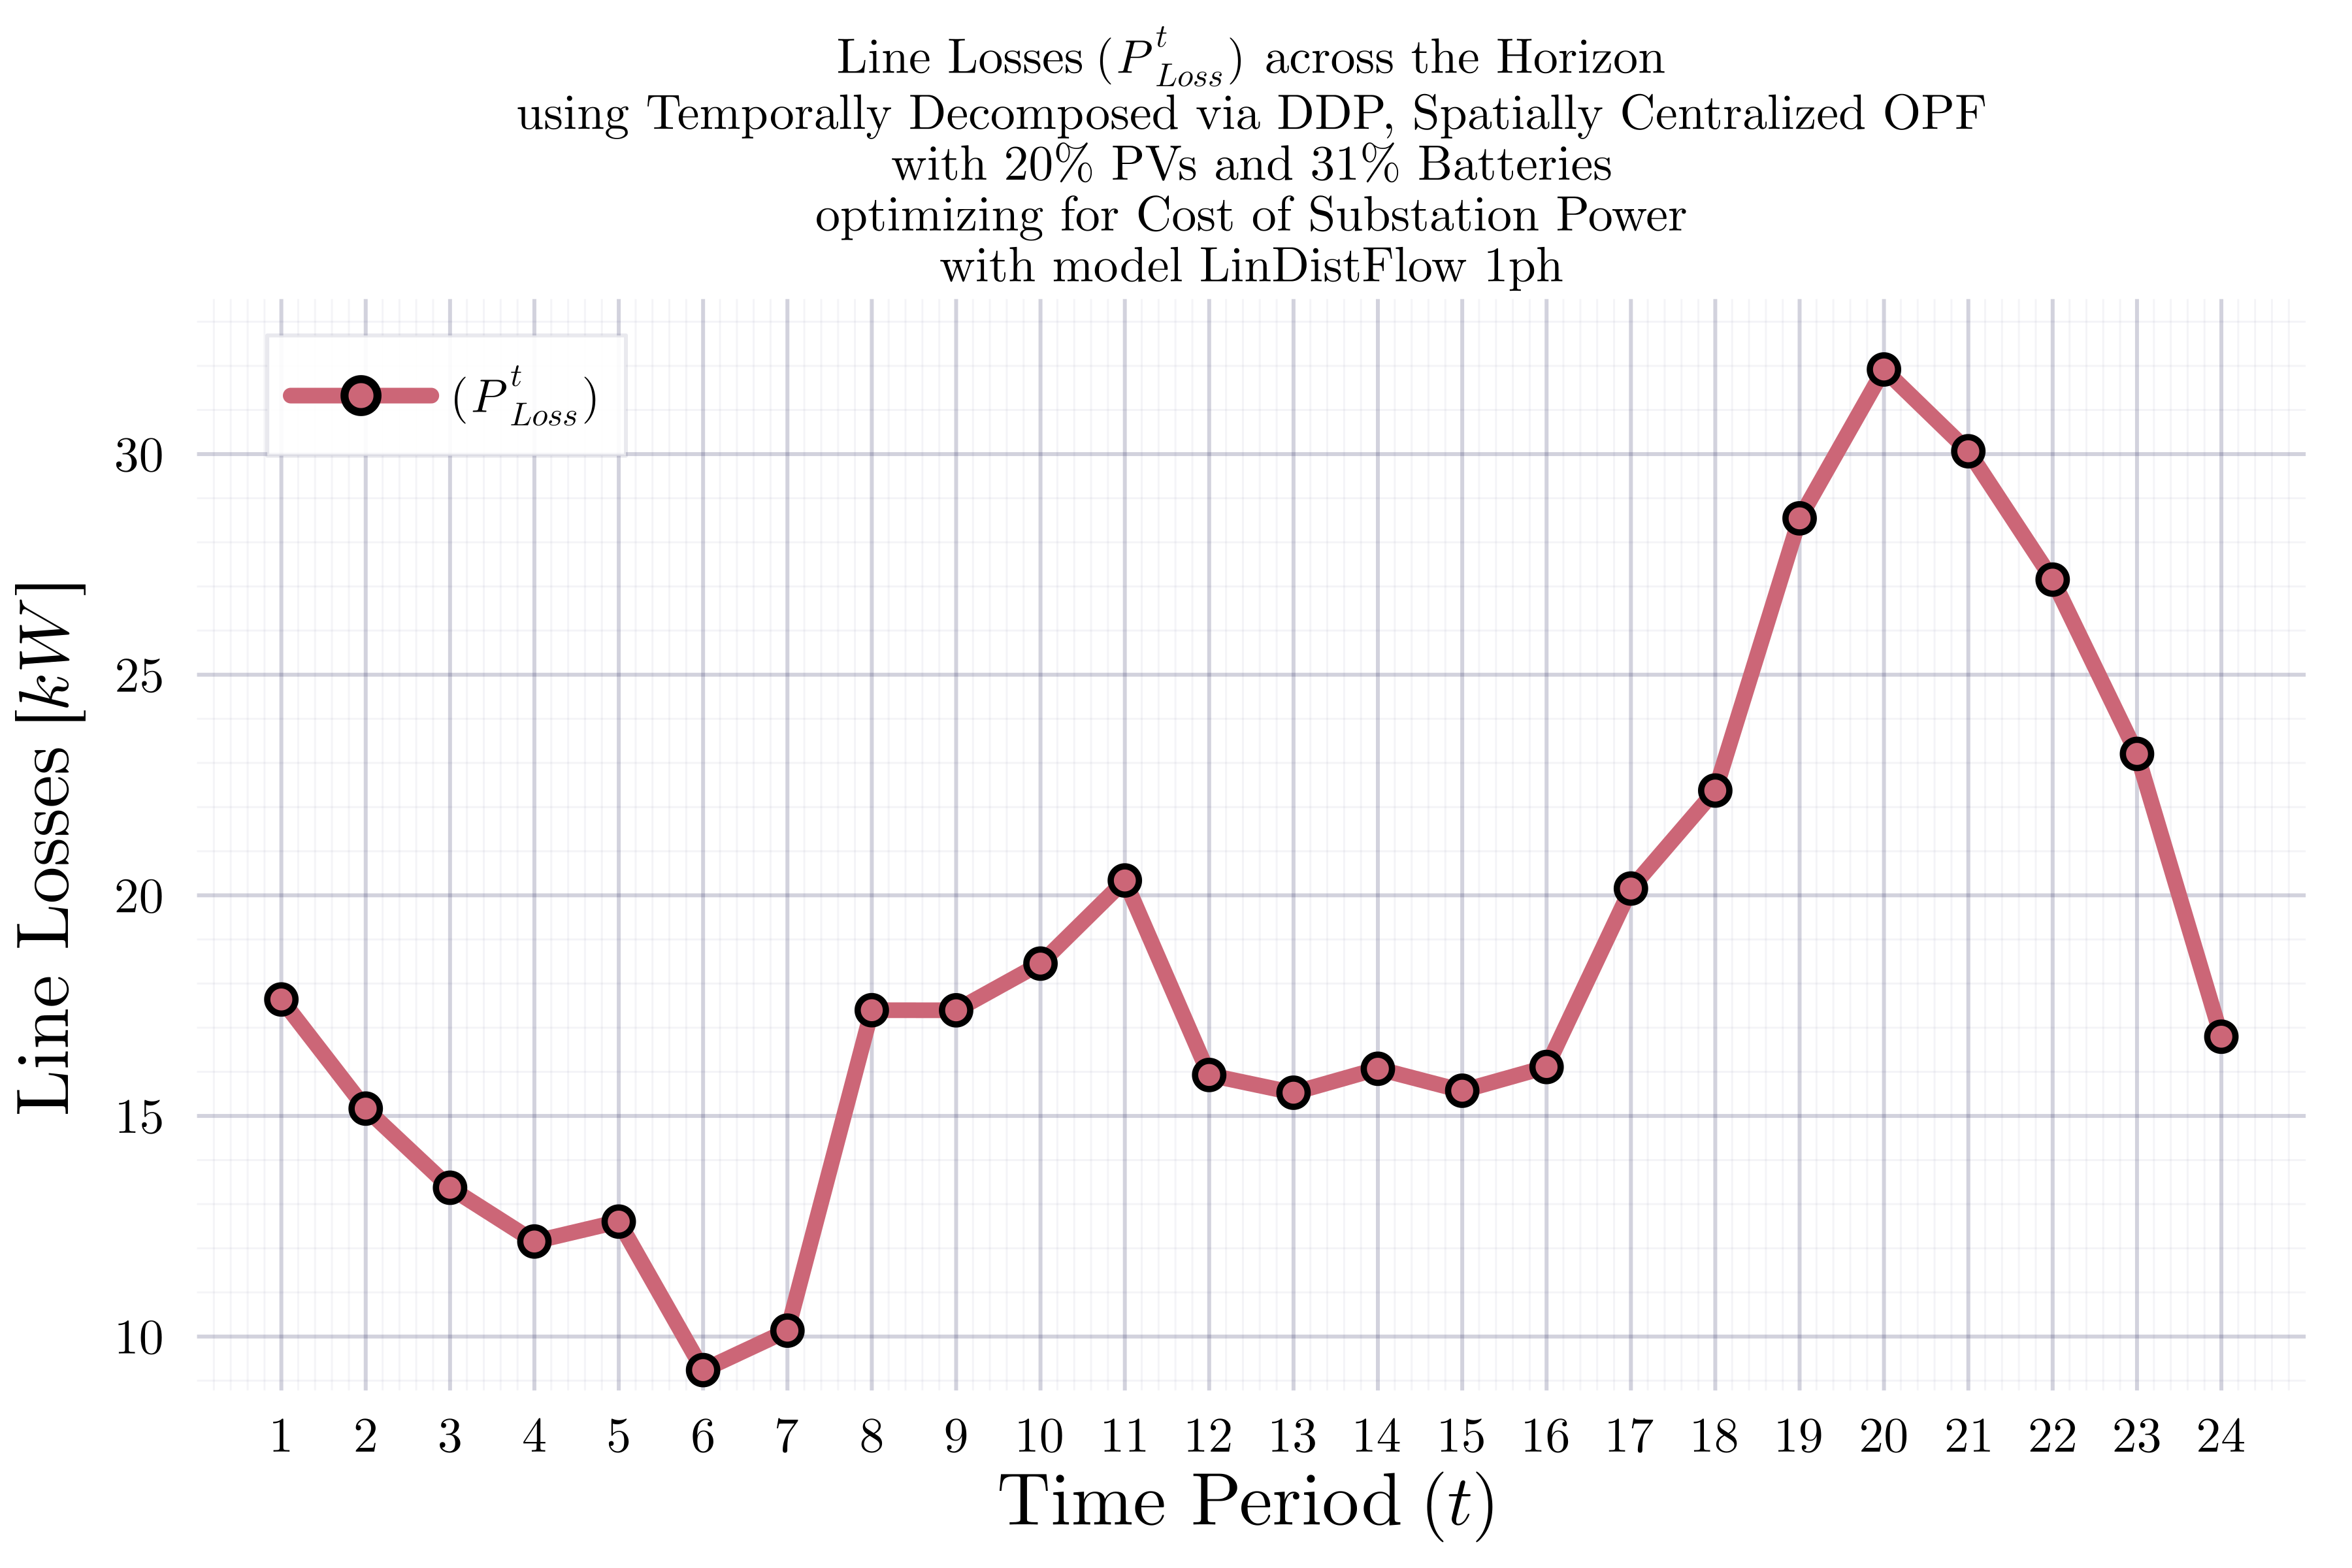 Line Losses (P^t_Loss) across the Horizon
using Temporally Decomposed via DDP, Spatially Centralized OPF
with 20% PVs and 31% Batteries
optimizing for Cost of Substation Power
with model LinDistFlow 1ph
(P^t_Loss)
30
25
20
15
10
Line Losses [kW]
1 2 3 4 5 6 7 8 9 10 11 12 13 14 15 16 17 18 19 20 21 22 23 24
Time Period (t)